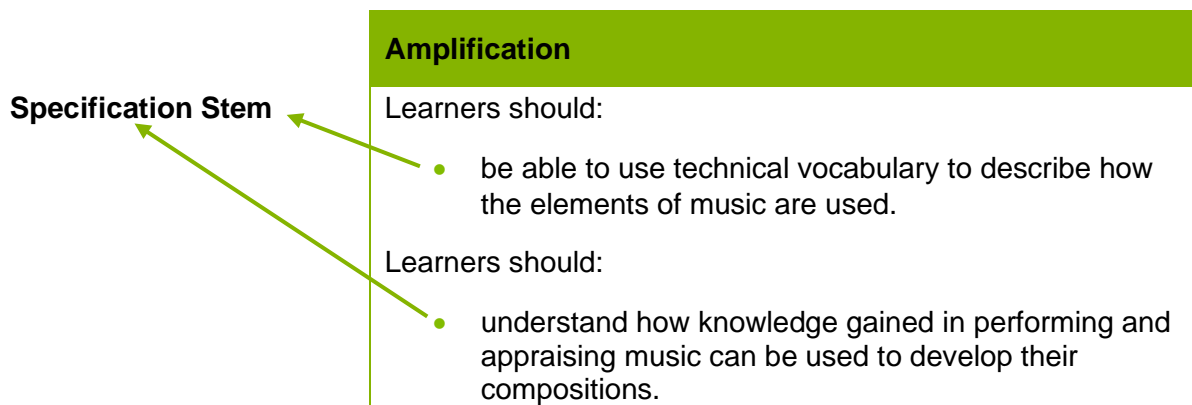 Amplification
Specification Stem
Learners should:
• be able to use technical vocabulary to describe how
the elements of music are used.
Learners should:
• understand how knowledge gained in performing and
appraising music can be used to develop their
compositions.